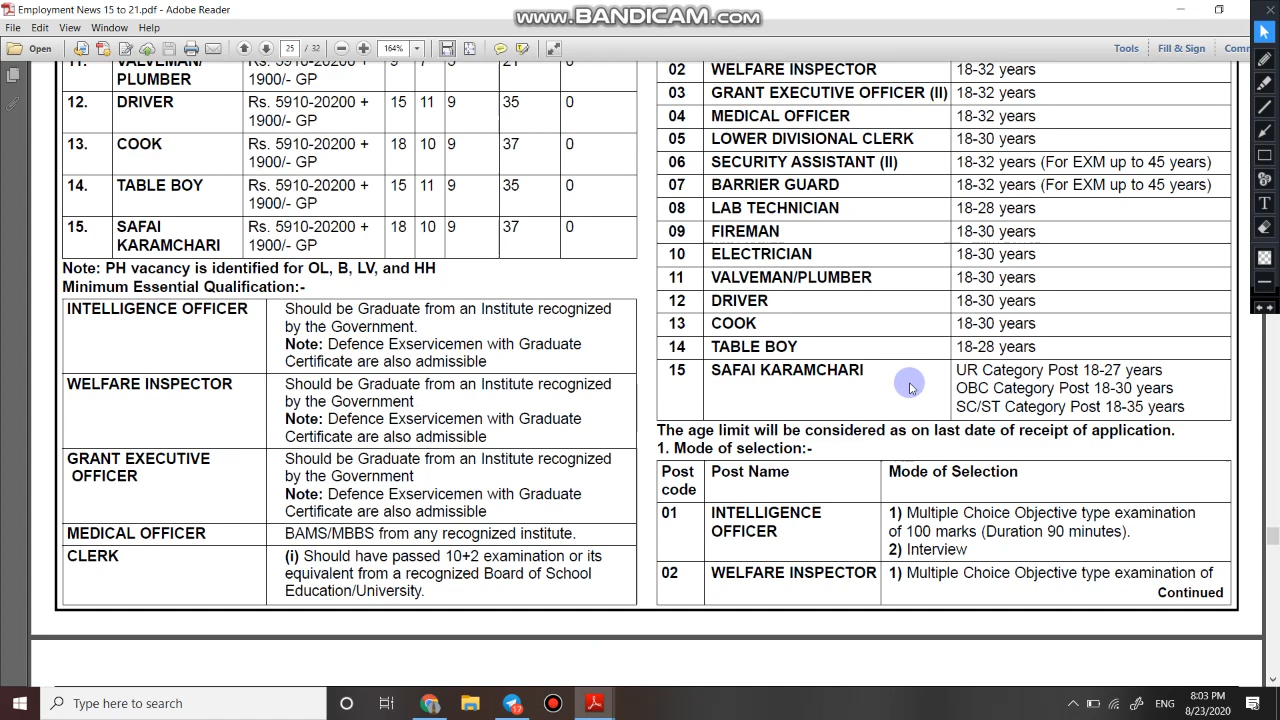 Employment News 15 to 21.pdf - Adobe Reader
www.BANDICAM.com
File Edit View Window Help
Open 25 / 32 164% Tools Fill & Sign Comm
11. VALVEMAN/ Rs. 5910-20200 + 9 7 5 21 0
PLUMBER 1900/- GP
12. DRIVER Rs. 5910-20200 + 15 11 9 35 0
1900/- GP
13. COOK Rs. 5910-20200 + 18 10 9 37 0
1900/- GP
14. TABLE BOY Rs. 5910-20200 + 15 11 9 35 0
1900/- GP
15. SAFAI Rs. 5910-20200 + 18 10 9 37 0
KARAMCHARI 1900/- GP
Note: PH vacancy is identified for OL, B, LV, and HH
Minimum Essential Qualification:-
INTELLIGENCE OFFICER Should be Graduate from an Institute recognized
by the Government.
Note: Defence Exservicemen with Graduate
Certificate are also admissible
WELFARE INSPECTOR Should be Graduate from an Institute recognized
by the Government
Note: Defence Exservicemen with Graduate
Certificate are also admissible
GRANT EXECUTIVE Should be Graduate from an Institute recognized
OFFICER by the Government
Note: Defence Exservicemen with Graduate
Certificate are also admissible
MEDICAL OFFICER BAMS/MBBS from any recognized institute.
CLERK (i) Should have passed 10+2 examination or its
equivalent from a recognized Board of School
Education/University.
02 WELFARE INSPECTOR 18-32 years
03 GRANT EXECUTIVE OFFICER (II) 18-32 years
04 MEDICAL OFFICER 18-32 years
05 LOWER DIVISIONAL CLERK 18-30 years
06 SECURITY ASSISTANT (II) 18-32 years (For EXM up to 45 years)
07 BARRIER GUARD 18-32 years (For EXM up to 45 years)
08 LAB TECHNICIAN 18-28 years
09 FIREMAN 18-30 years
10 ELECTRICIAN 18-30 years
11 VALVEMAN/PLUMBER 18-30 years
12 DRIVER 18-30 years
13 COOK 18-30 years
14 TABLE BOY 18-28 years
15 SAFAI KARAMCHARI UR Category Post 18-27 years
OBC Category Post 18-30 years
SC/ST Category Post 18-35 years
The age limit will be considered as on last date of receipt of application.
1. Mode of selection:-
Post Post Name Mode of Selection
code
01 INTELLIGENCE 1) Multiple Choice Objective type examination
OFFICER of 100 marks (Duration 90 minutes).
2) Interview
02 WELFARE INSPECTOR 1) Multiple Choice Objective type examination of
Continued
Type here to search
17
ENG
8:03 PM
8/23/2020